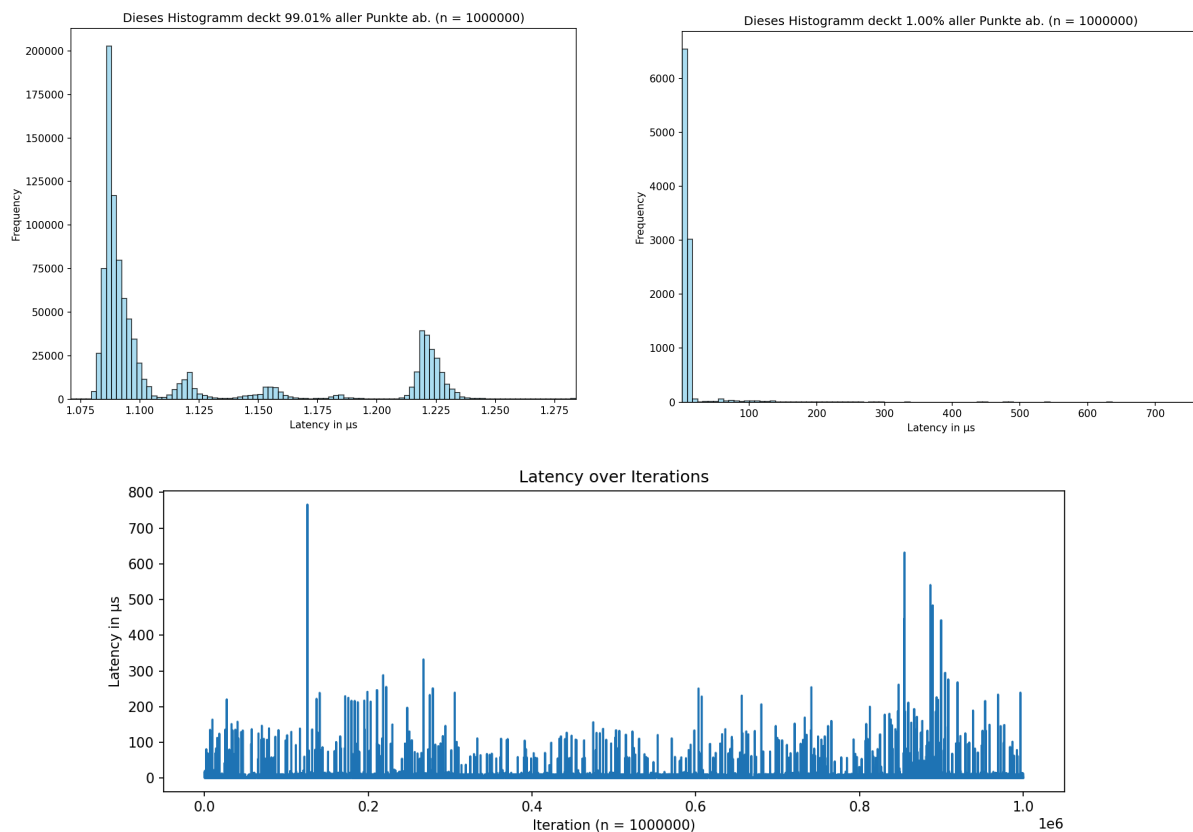 Dieses Histogramm deckt 99.01% aller Punkte ab. (n = 1000000)
200000
175000
150000
125000
100000
75000
50000
25000
0
Frequency
1.075 1.100 1.125 1.150 1.175 1.200 1.225 1.250 1.275
Latency in µs
Dieses Histogramm deckt 1.00% aller Punkte ab. (n = 1000000)
6000
5000
4000
3000
2000
1000
0
Frequency
100 200 300 400 500 600 700
Latency in µs
Latency over Iterations
800
700
600
500
400
300
200
100
0
Latency in µs
0.0 0.2 0.4 0.6 0.8 1.0
1e6
Iteration (n = 1000000)